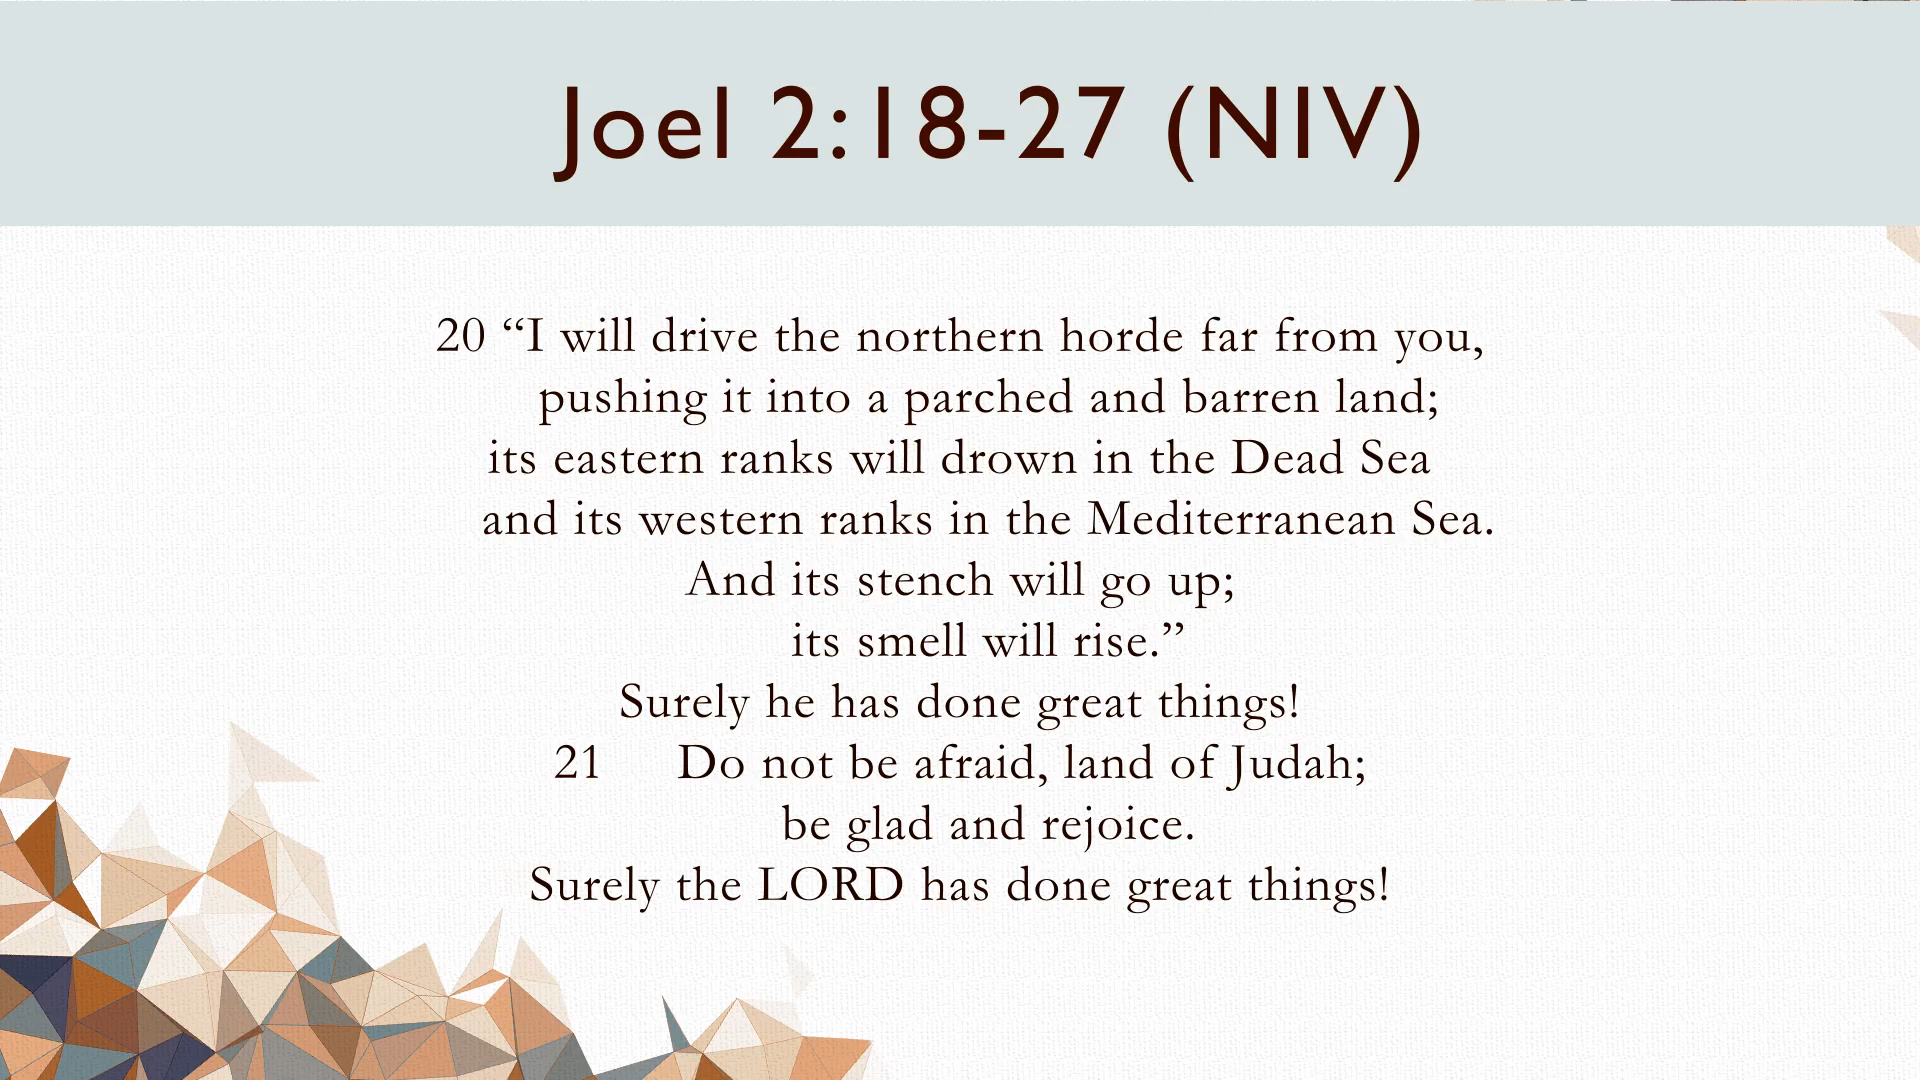 Joel 2:18-27 (NIV)
20 “I will drive the northern horde far from you,
pushing it into a parched and barren land;
its eastern ranks will drown in the Dead Sea
and its western ranks in the Mediterranean Sea.
And its stench will go up;
its smell will rise.”
Surely he has done great things!
21 Do not be afraid, land of Judah;
be glad and rejoice.
Surely the LORD has done great things!